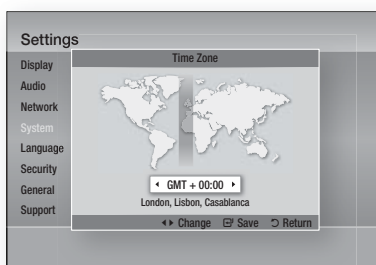 Settings
Time Zone
Display
Audio
Network
System
Language
Security
General
Support
GMT + 00:00
London, Lisbon, Casablanca
Change Save Return